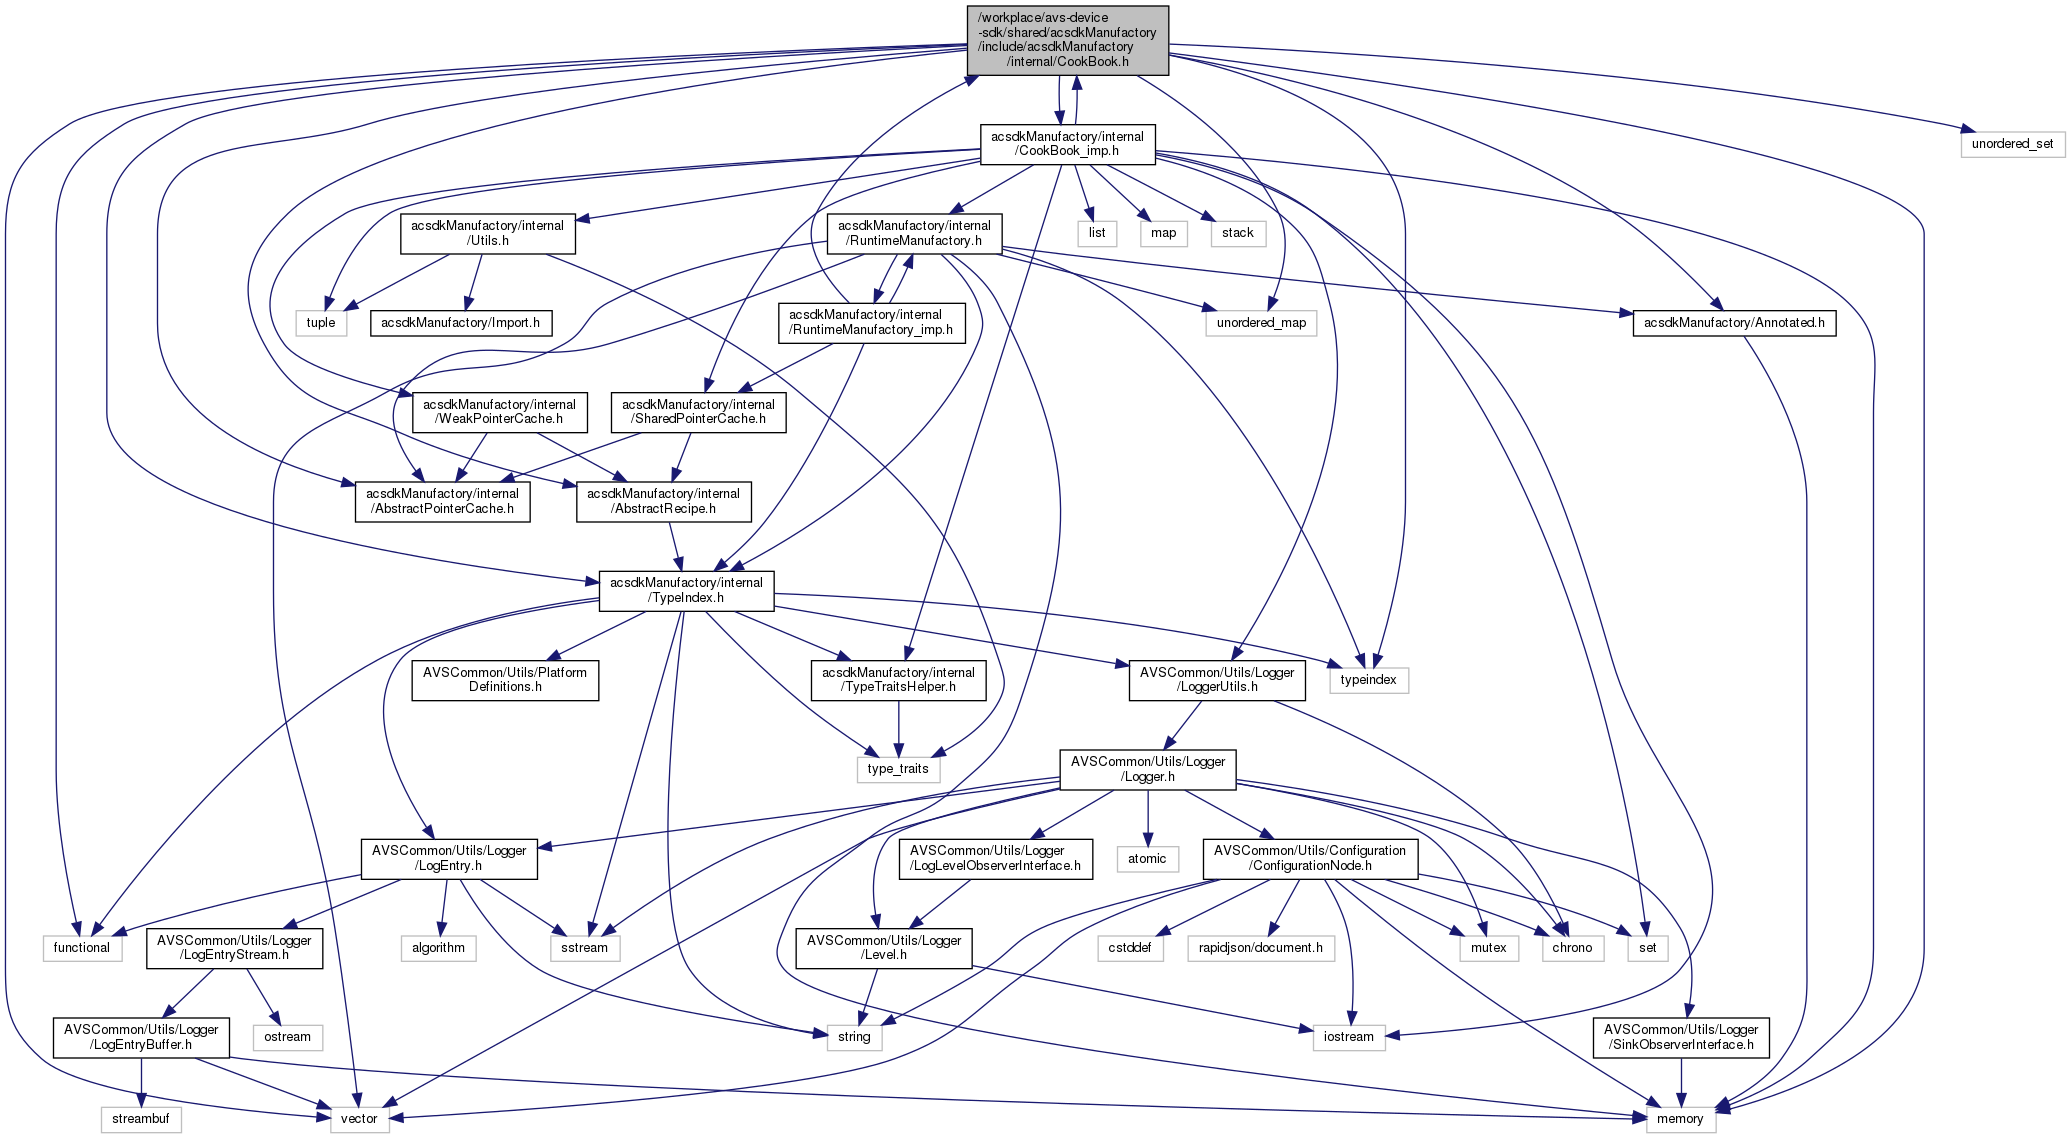 /workplace/avs-device
-sdk/shared/acsdkManufactory
/include/acsdkManufactory
/internal/CookBook.h
acsdkManufactory/internal
/CookBook_imp.h
unordered_set
acsdkManufactory/internal
/Utils.h
acsdkManufactory/internal
/RuntimeManufactory.h
list
map
stack
tuple
acsdkManufactory/Import.h
acsdkManufactory/internal
/RuntimeManufactory_imp.h
unordered_map
acsdkManufactory/Annotated.h
acsdkManufactory/internal
/WeakPointerCache.h
acsdkManufactory/internal
/SharedPointerCache.h
acsdkManufactory/internal
/AbstractPointerCache.h
acsdkManufactory/internal
/AbstractRecipe.h
acsdkManufactory/internal
/TypeIndex.h
AVSCommon/Utils/Platform
Definitions.h
acsdkManufactory/internal
/TypeTraitsHelper.h
AVSCommon/Utils/Logger
/LoggerUtils.h
typeindex
type_traits
AVSCommon/Utils/Logger
/Logger.h
AVSCommon/Utils/Logger
/LogEntry.h
AVSCommon/Utils/Logger
/LogLevelObserverInterface.h
atomic
AVSCommon/Utils/Configuration
/ConfigurationNode.h
functional
AVSCommon/Utils/Logger
/LogEntryStream.h
algorithm
sstream
AVSCommon/Utils/Logger
/Level.h
cstddef
rapidjson/document.h
mutex
chrono
set
AVSCommon/Utils/Logger
/LogEntryBuffer.h
ostream
string
iostream
AVSCommon/Utils/Logger
/SinkObserverInterface.h
streambuf
vector
memory